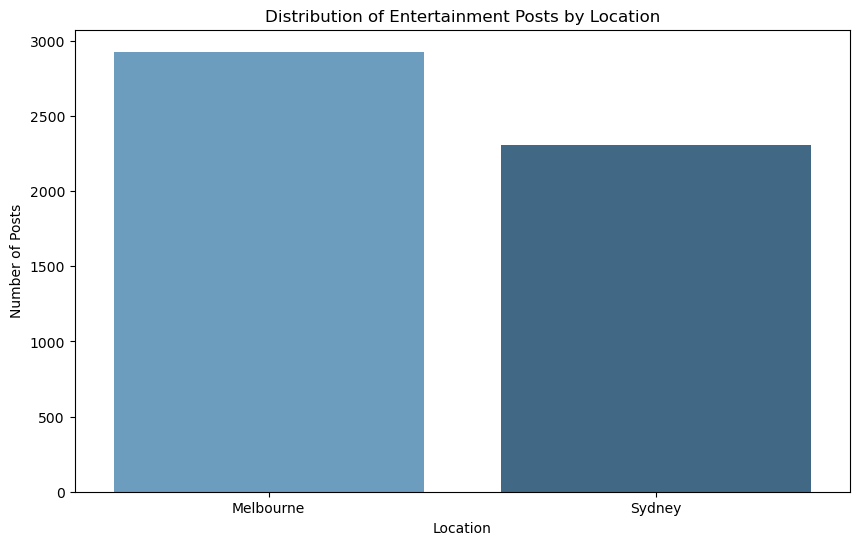 Distribution of Entertainment Posts by Location
Number of Posts
3000
2500
2000
1500
1000
500
0
Melbourne
Sydney
Location